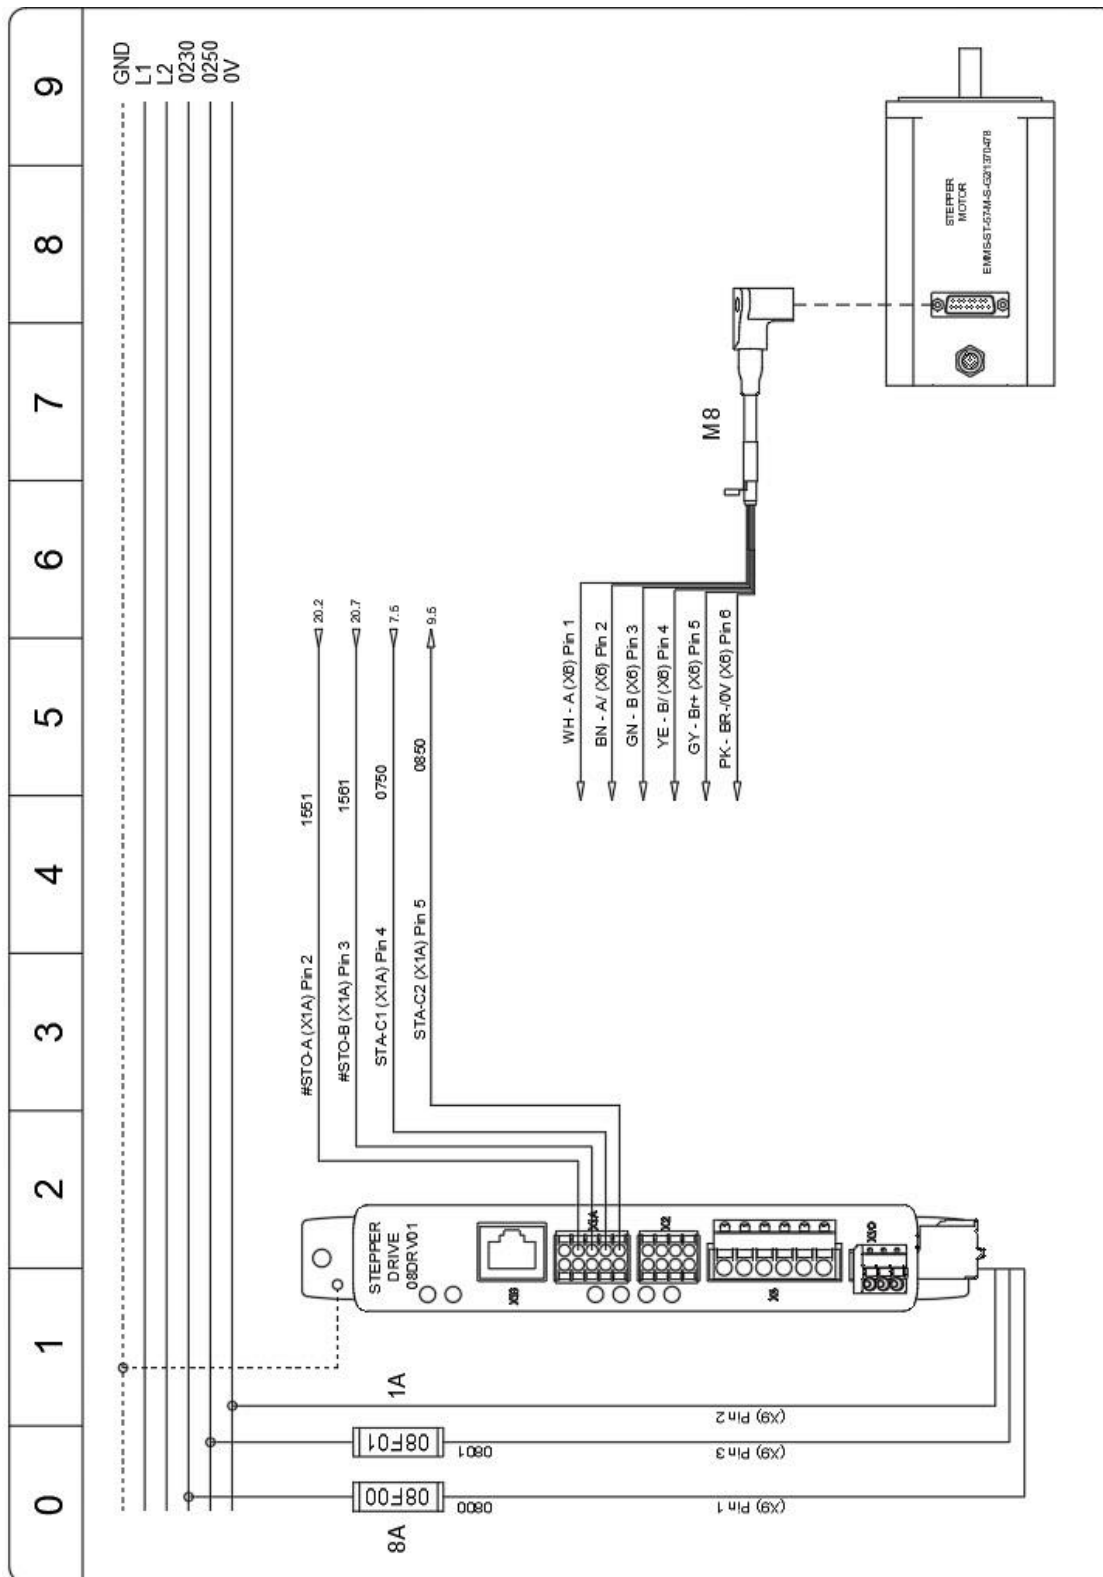 0
1
2
3
4
5
6
7
8
9
GND
L1
L2
0230
0250
0V
8A
08F00
0800
(X9) Pin 1
08F01
1A
0801
(X9) Pin 3
(X9) Pin 2
STEPPER
DRIVE
08DRV01
X1A
X2
X10
#STO-A (X1A) Pin 2
1551
20.2
#STO-B (X1A) Pin 3
1561
20.7
STA-C1 (X1A) Pin 4
0750
7.5
STA-C2 (X1A) Pin 5
0850
9.5
WH - A (X6) Pin 1
BN - A/ (X6) Pin 2
GN - B (X6) Pin 3
YE - B/ (X6) Pin 4
GY - Br+ (X6) Pin 5
PK - BR-/0V (X6) Pin 6
M8
STEPPER
MOTOR
EMMS-ST-57-M-S-G2/1370478